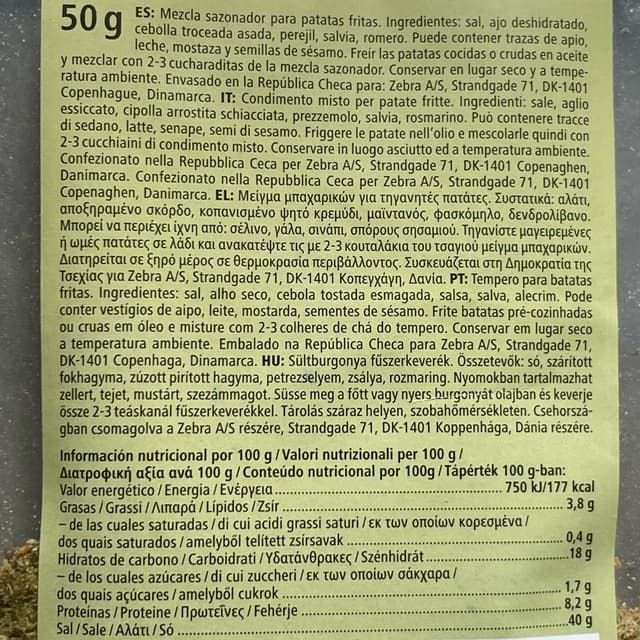 50 g
ES: Mezcla sazonador para patatas fritas. Ingredientes: sal, ajo deshidratado,
cebolla troceada asada, perejil, salvia, romero. Puede contener trazas de apio,
leche, mostaza y semillas de sésamo. Freír las patatas cocidas o crudas en aceite
y mezclar con 2-3 cucharaditas de la mezcla sazonador. Conservar en lugar seco y a tempe-
ratura ambiente. Envasado en la República Checa para: Zebra A/S, Strandgade 71, DK-1401
Copenhague, Dinamarca. IT: Condimento misto per patate fritte. Ingredienti: sale, aglio
essiccato, cipolla arrostita schiacciata, prezzemolo, salvia, rosmarino. Può contenere tracce
di sedano, latte, senape, semi di sesamo. Friggere le patate nell'olio e mescolarle quindi con
2-3 cucchiaini di condimento misto. Conservare in luogo asciutto ed a temperatura ambiente.
Confezionato nella Repubblica Ceca per Zebra A/S, Strandgade 71, DK-1401 Copenaghen,
Danimarca. Confezionato nella Repubblica Ceca per Zebra A/S, Strandgade 71, DK-1401
Copenaghen, Danimarca. EL: Μείγμα μπαχαρικών για τηγανητές πατάτες. Συστατικά: αλάτι,
αποξηραμένο σκόρδο, κοπανισμένο ψητό κρεμύδι, μαϊντανός, φασκόμηλο, δενδρολίβανο.
Μπορεί να περιέχει ίχνη από: σέλινο, γάλα, σινάπι, σπόρους σησαμιού. Τηγανίστε μαγειρεμένες
ή ωμές πατάτες σε λάδι και ανακατέψτε τις με 2-3 κουταλάκια του τσαγιού μείγμα μπαχαρικών.
Διατηρείται σε ξηρό μέρος σε θερμοκρασία περιβάλλοντος. Συσκευάζεται στη Δημοκρατία της
Τσεχίας για Zebra A/S, Strandgade 71, DK-1401 Κοπεγχάγη, Δανία. PT: Tempero para batatas
fritas. Ingredientes: sal, alho seco, cebola tostada esmagada, salsa, salva, alecrim. Pode
conter vestígios de aipo, leite, mostarda, sementes de sésamo. Frite batatas pré-cozinhadas
ou cruas em óleo e misture com 2-3 colheres de chá do tempero. Conservar em lugar seco
a temperatura ambiente. Embalado na República Checa para Zebra A/S, Strandgade 71,
DK-1401 Copenhaga, Dinamarca. HU: Sültburgonya fűszerkeverék. Összetevők: só, szárított
fokhagyma, zúzott pirított hagyma, petrezselyem, zsálya, rozmaring. Nyomokban tartalmazhat
zellert, tejet, mustárt, szezámmagot. Süsse meg a főtt vagy nyers burgonyát olajban és keverje
össze 2-3 teáskanál fűszerkeverékkel. Tárolás száraz helyen, szobahőmérsékleten. Csehorszá-
gban csomagolva a Zebra A/S részére, Strandgade 71, DK-1401 Koppenhága, Dánia részére.
Información nutricional por 100 g / Valori nutrizionali per 100 g /
Διατροφική αξία ανά 100 g / Conteúdo nutricional por 100g / Tápérték 100 g-ban:
Valor energético / Energia / Ενέργεια .......... 750 kJ/177 kcal
Grasas / Grassi / Λιπαρά / Lípidos / Zsír .......... 3,8 g
– de las cuales saturadas / di cui acidi grassi saturi / εκ των οποίων κορεσμένα /
dos quais saturados / amelyből telített zsírsavak .......... 0,4 g
Hidratos de carbono / Carboidrati / Υδατάνθρακες / Szénhidrát .......... 18 g
– de los cuales azúcares / di cui zuccheri / εκ των οποίων σάκχαρα /
dos quais açúcares / amelyből cukrok .......... 1,7 g
Proteínas / Proteine / Πρωτεΐνες / Fehérje .......... 8,2 g
Sal / Sale / Αλάτι / Só .......... 40 g